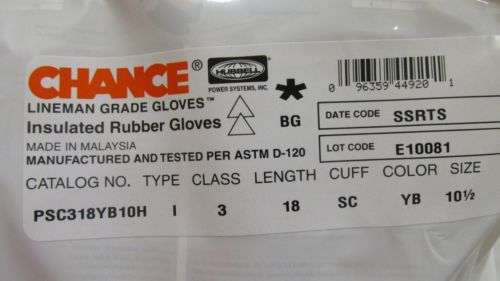 CHANCE®
HUBBELL
POWER SYSTEMS, INC.
LINEMAN GRADE GLOVES™
Insulated Rubber Gloves
MADE IN MALAYSIA
MANUFACTURED AND TESTED PER ASTM D-120
*
BG
0 96359 44920 1
DATE CODE SSRTS
LOT CODE E10081
CATALOG NO. TYPE CLASS LENGTH CUFF COLOR SIZE
PSC318YB10H I 3 18 SC YB 10½